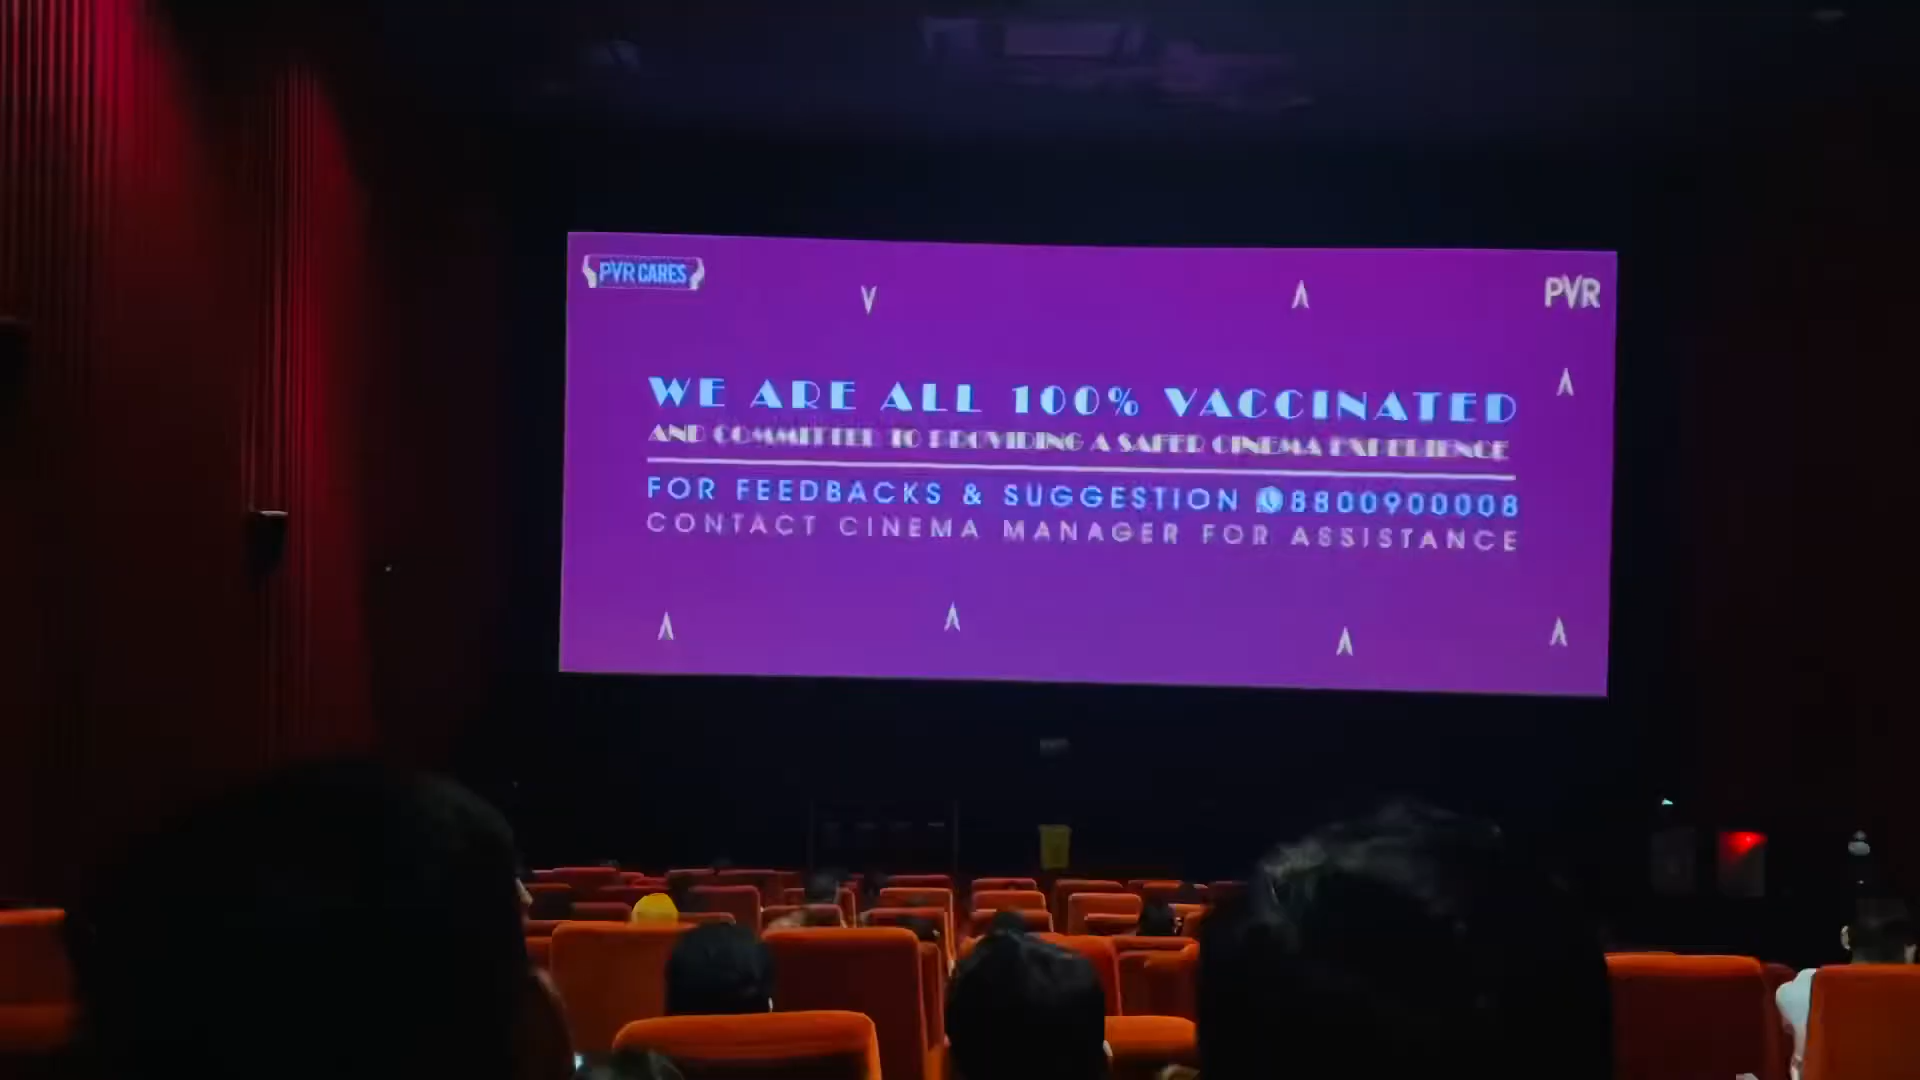 PVR CARES
PVR
WE ARE ALL 100% VACCINATED
AND COMMITTED TO PROVIDING A SAFER CINEMA EXPERIENCE
FOR FEEDBACKS & SUGGESTION 8800900008
CONTACT CINEMA MANAGER FOR ASSISTANCE